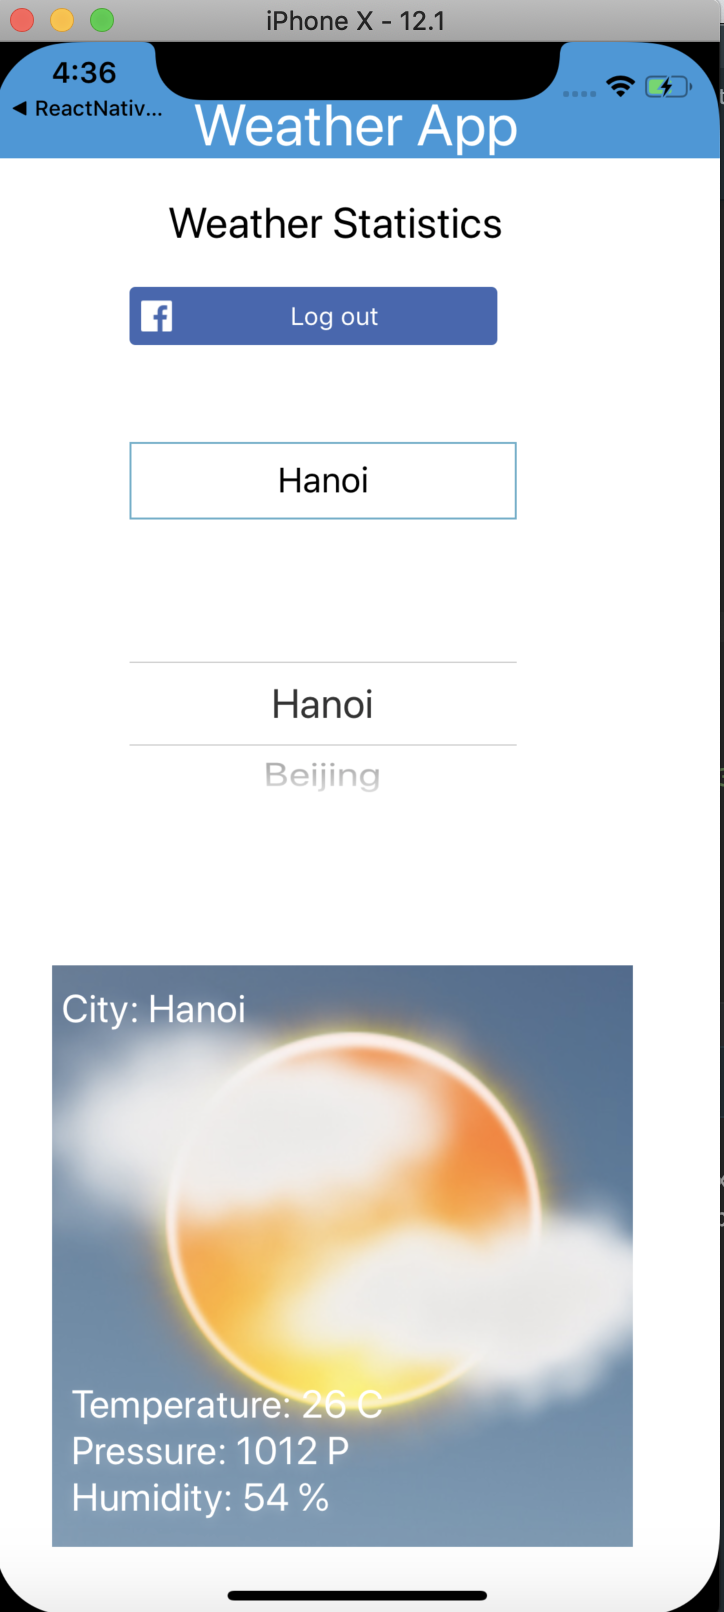 iPhone X - 12.1
4:36
◀ ReactNativ...
Weather App
Weather Statistics
Log out
Hanoi
Hanoi
Beijing
City: Hanoi
Temperature: 26 C
Pressure: 1012 P
Humidity: 54 %